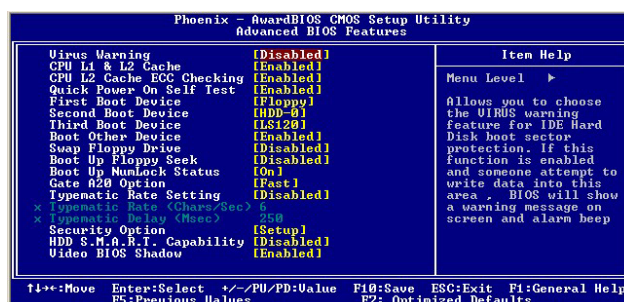 Phoenix - AwardBIOS CMOS Setup Utility
Advanced BIOS Features
Virus Warning [Disabled]
CPU L1 & L2 Cache [Enabled]
CPU L2 Cache ECC Checking [Enabled]
Quick Power On Self Test [Enabled]
First Boot Device [Floppy]
Second Boot Device [HDD-0]
Third Boot Device [LS120]
Boot Other Device [Enabled]
Swap Floppy Drive [Disabled]
Boot Up Floppy Seek [Disabled]
Boot Up NumLock Status [On]
Gate A20 Option [Fast]
Typematic Rate Setting [Disabled]
x Typematic Rate (Chars/Sec) 6
x Typematic Delay (Msec) 250
Security Option [Setup]
HDD S.M.A.R.T. Capability [Disabled]
Video BIOS Shadow [Enabled]
Item Help
Menu Level ▶
Allows you to choose
the VIRUS warning
feature for IDE Hard
Disk boot sector
protection. If this
function is enabled
and someone attempt to
write data into this
area , BIOS will show
a warning message on
screen and alarm beep
↑↓→←:Move Enter:Select +/-/PU/PD:Value F10:Save ESC:Exit F1:General Help
F5:Previous Values F7: Optimized Defaults